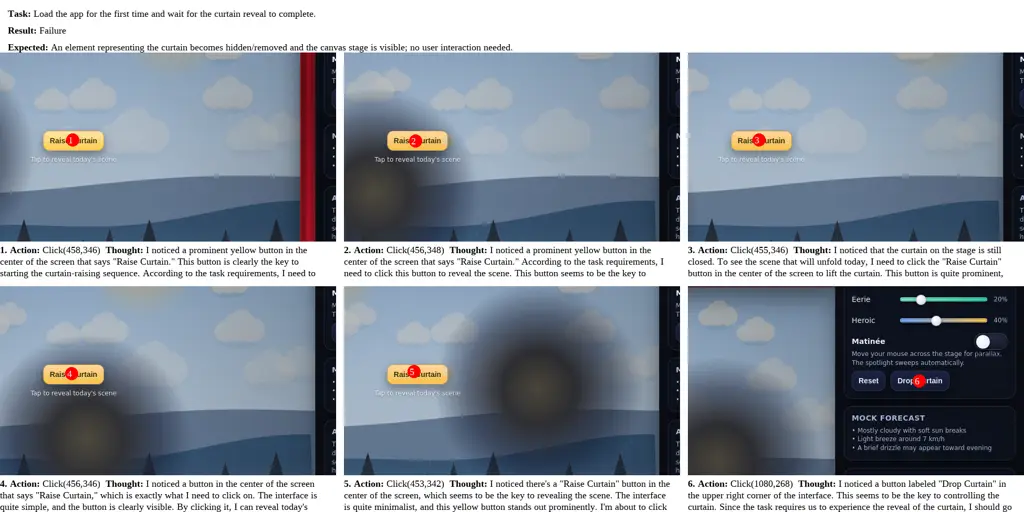 Task: Load the app for the first time and wait for the curtain reveal to complete.
Result: Failure
Expected: An element representing the curtain becomes hidden/removed and the canvas stage is visible; no user interaction needed.
1
Tap to reveal today's scene
2
Tap to reveal today's scene
3
Tap to reveal today's scene
1. Action: Click(458,346) Thought: I noticed a prominent yellow button in the
center of the screen that says "Raise Curtain." This button is clearly the key to
starting the curtain-raising sequence. According to the task requirements, I need to
2. Action: Click(456,348) Thought: I noticed a prominent yellow button in the
center of the screen that says "Raise Curtain." According to the task requirements, I
need to click this button to reveal the scene. This button seems to be the key to
3. Action: Click(455,346) Thought: I noticed that the curtain on the stage is still
closed. To see the scene that will unfold today, I need to click the "Raise Curtain"
button in the center of the screen to lift the curtain. This button is quite prominent,
4
Tap to reveal today's scene
5
Tap to reveal today's scene
Eerie 20%
Heroic 40%
Matinée
Move your mouse across the stage for parallax.
The spotlight sweeps automatically.
Reset Drop 6 rtain
MOCK FORECAST
• Mostly cloudy with soft sun breaks
• Light breeze around 7 km/h
• A brief drizzle may appear toward evening
4. Action: Click(456,346) Thought: I noticed a button in the center of the screen
that says "Raise Curtain," which is exactly what I need to click on. The interface is
quite simple, and the button is clearly visible. By clicking it, I can reveal today's
5. Action: Click(453,342) Thought: I noticed there's a "Raise Curtain" button in the
center of the screen, which seems to be the key to revealing the scene. The interface
is quite minimalist, and this yellow button stands out prominently. I'm about to click
6. Action: Click(1080,268) Thought: I noticed a button labeled "Drop Curtain" in
the upper right corner of the interface. This seems to be the key to controlling the
curtain. Since the task requires us to experience the reveal of the curtain, I should go